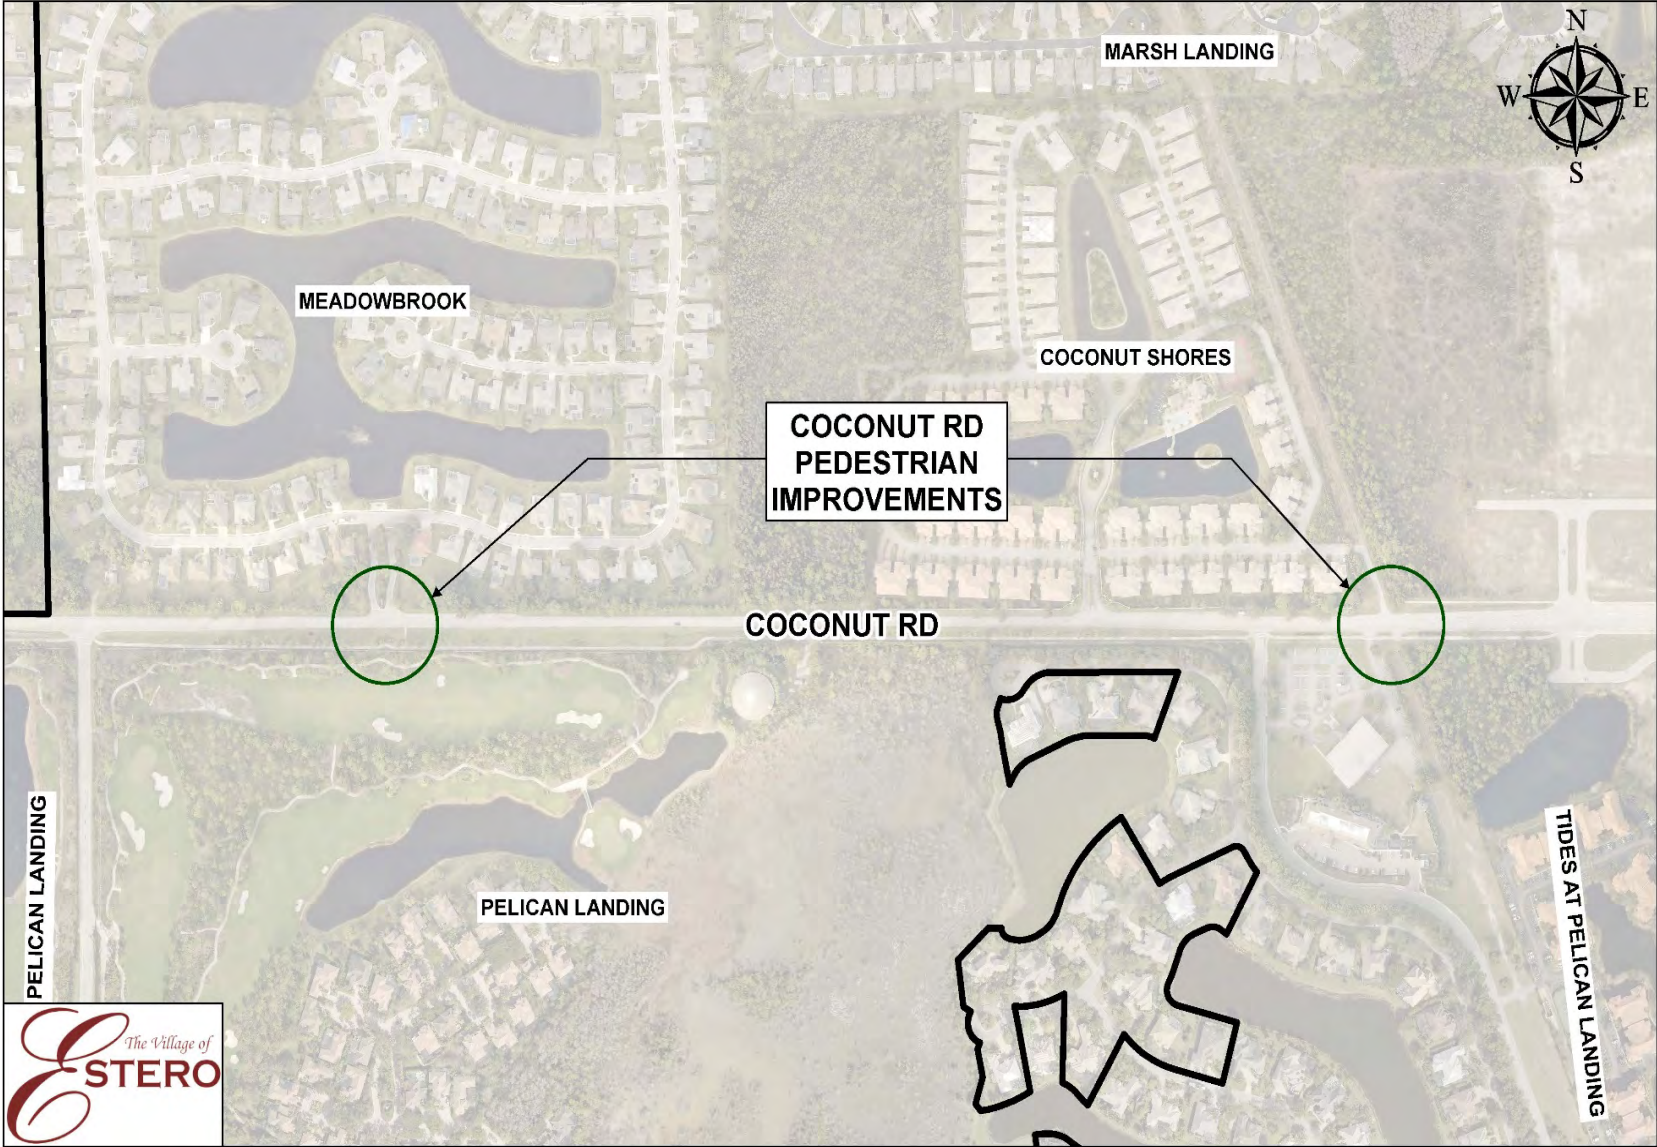 MARSH LANDING
N
W
E
S
MEADOWBROOK
COCONUT SHORES
COCONUT RD
PEDESTRIAN
IMPROVEMENTS
COCONUT RD
PELICAN LANDING
PELICAN LANDING
TIDES AT PELICAN LANDING
The Village of
ESTERO